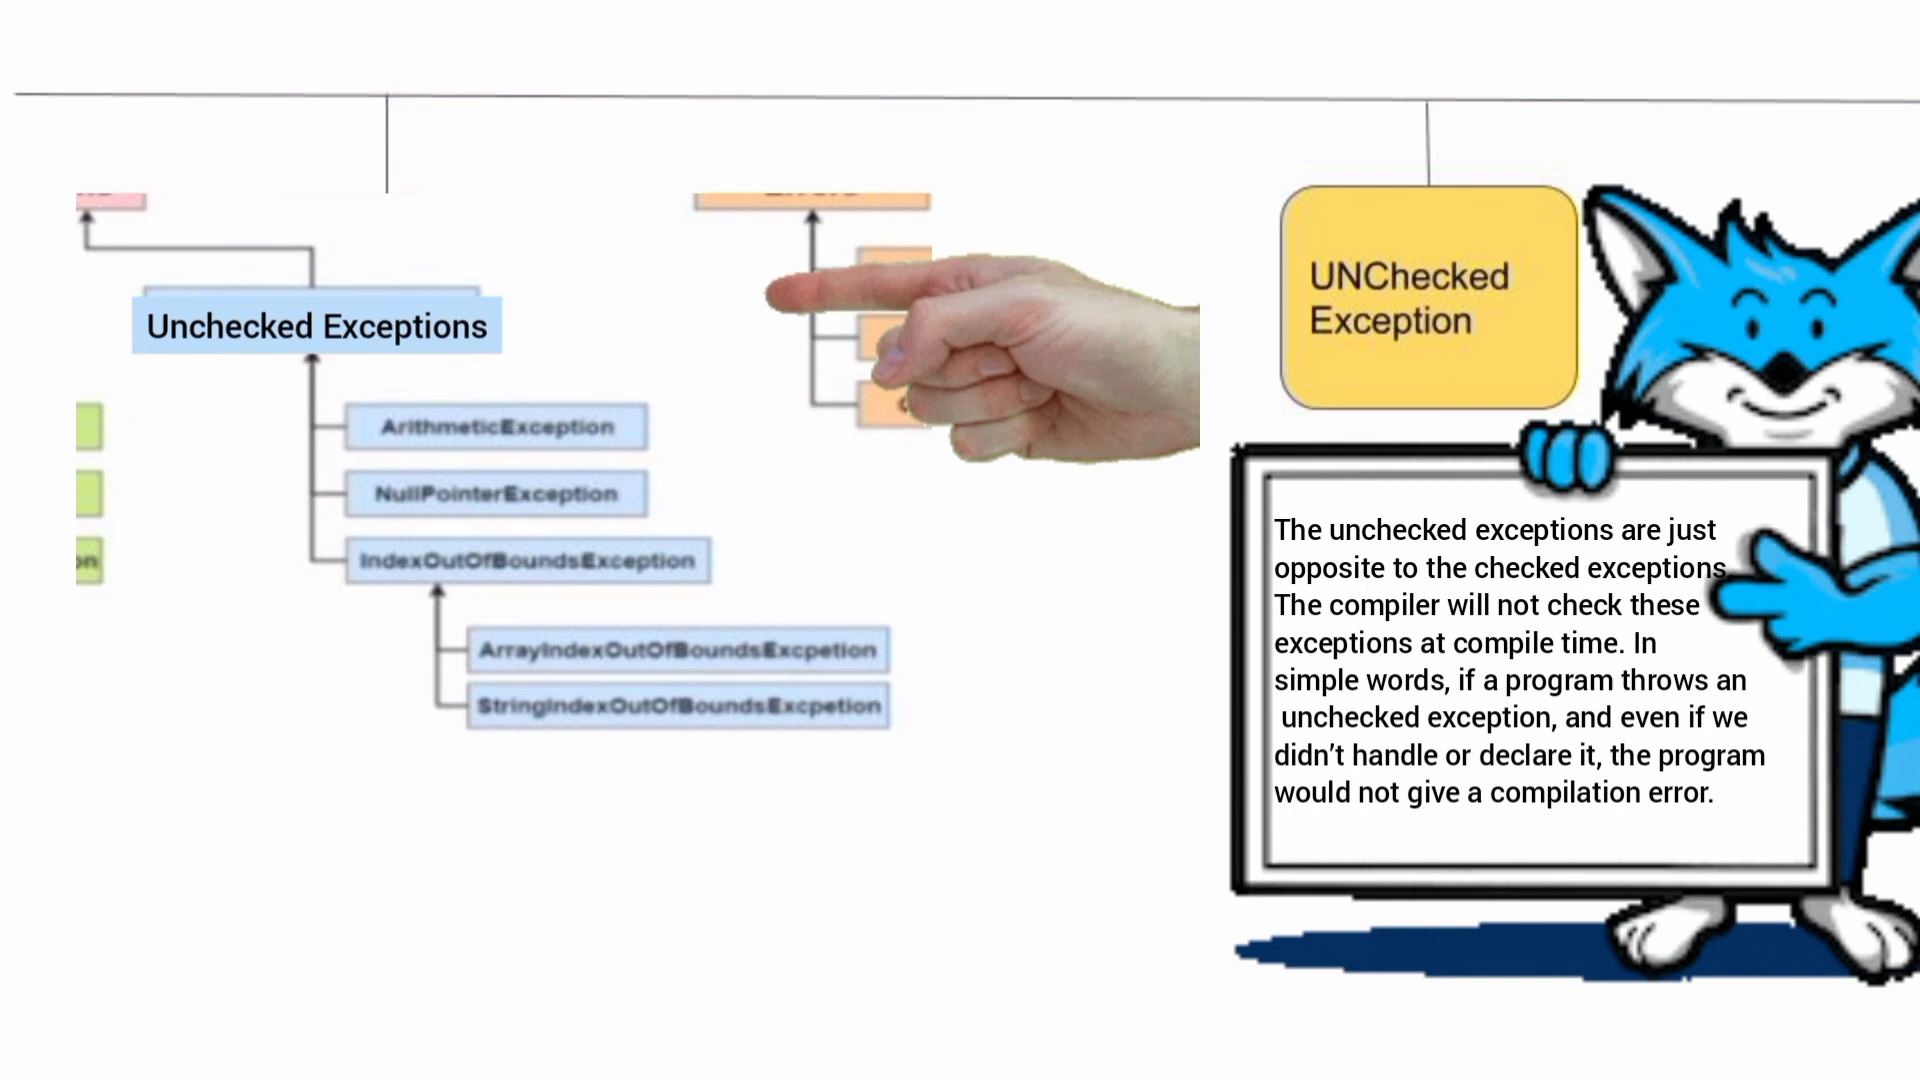 Unchecked Exceptions
ArithmeticException
NullPointerException
IndexOutOfBoundsException
ArrayIndexOutOfBoundsExcpetion
StringIndexOutOfBoundsExcpetion
UNChecked
Exception
The unchecked exceptions are just
opposite to the checked exceptions.
The compiler will not check these
exceptions at compile time. In
simple words, if a program throws an
unchecked exception, and even if we
didn’t handle or declare it, the program
would not give a compilation error.